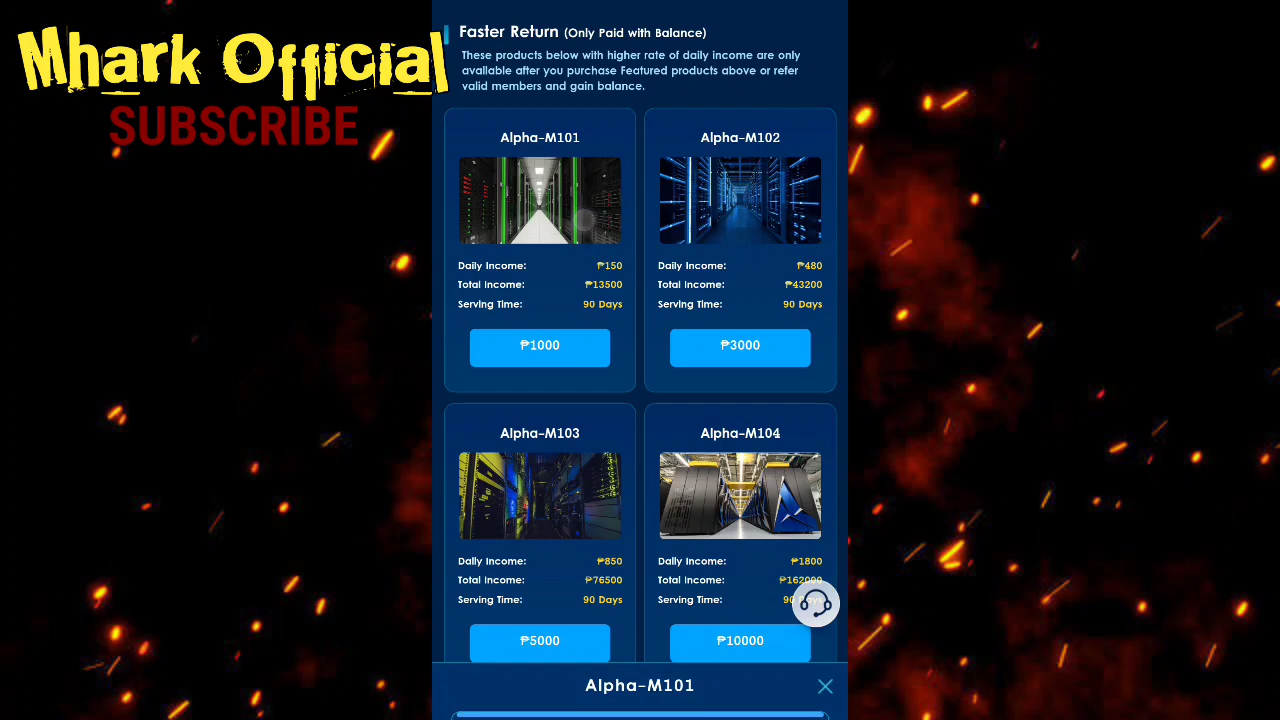 Mhark Official
SUBSCRIBE
Faster Return (Only Paid with Balance)
These products below with higher rate of daily income are only
available after you purchase Featured products above or refer
valid members and gain balance.
Alpha-M101
Daily Income: ₱150
Total Income: ₱13500
Serving Time: 90 Days
₱1000
Alpha-M102
Daily Income: ₱480
Total Income: ₱43200
Serving Time: 90 Days
₱3000
Alpha-M103
Daily Income: ₱850
Total Income: ₱76500
Serving Time: 90 Days
₱5000
Alpha-M104
Daily Income: ₱1800
Total Income: ₱162000
Serving Time: 90 Days
₱10000
Alpha-M101